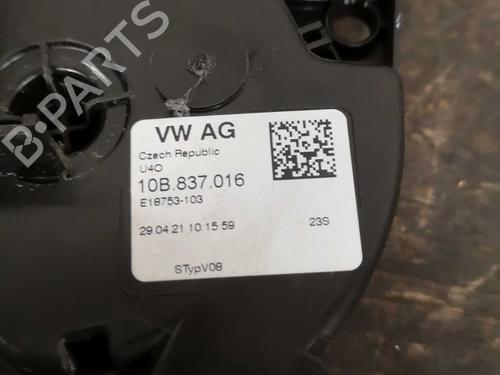 B-PARTS
VW AG
Czech Republic
U4O
10B.837.016
E18753-103
29.04.21 10:15:59 23S
STypV08